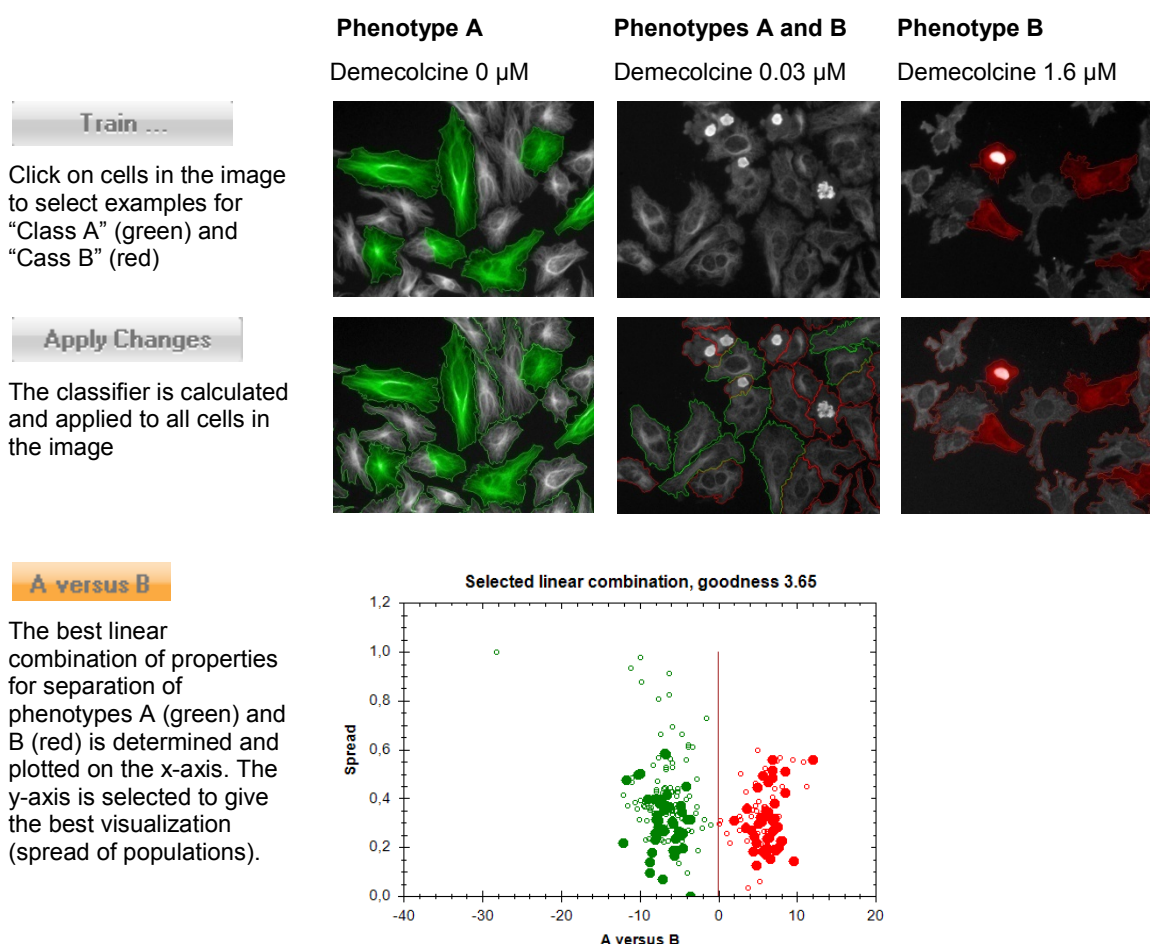 Phenotype A
Phenotypes A and B
Phenotype B
Demecolcine 0 µM
Demecolcine 0.03 µM
Demecolcine 1.6 µM
Train ...
Click on cells in the image
to select examples for
“Class A” (green) and
“Cass B” (red)
Apply Changes
The classifier is calculated
and applied to all cells in
the image
A versus B
The best linear
combination of properties
for separation of
phenotypes A (green) and
B (red) is determined and
plotted on the x-axis. The
y-axis is selected to give
the best visualization
(spread of populations).
Selected linear combination, goodness 3.65
1,2
1,0
0,8
0,6
0,4
0,2
0,0
Spread
-40
-30
-20
-10
0
10
20
A versus B